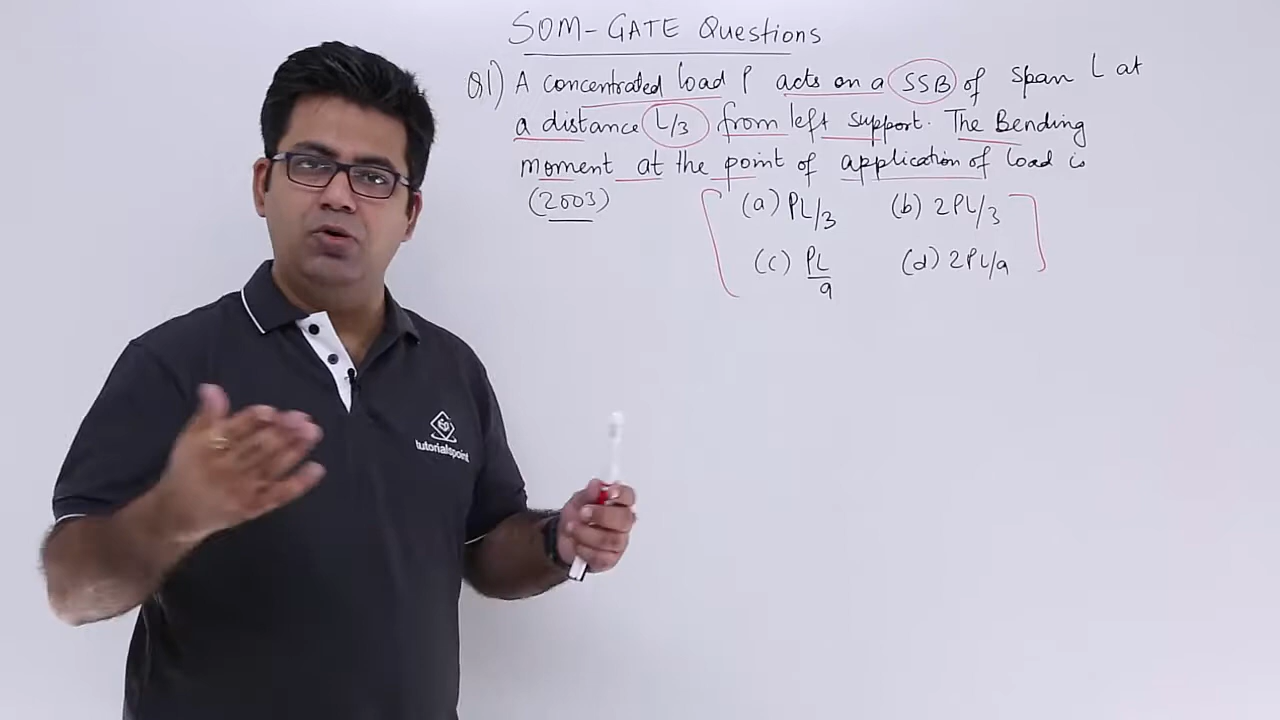 SOM-GATE Questions
Q1) A concentrated load P acts on a SSB of span L at
a distance L/3 from left support. The Bending
moment at the point of application of load is
(2003)
(a) PL/3 (b) 2PL/3
(c) PL/9 (d) 2PL/9
tutorialspoint